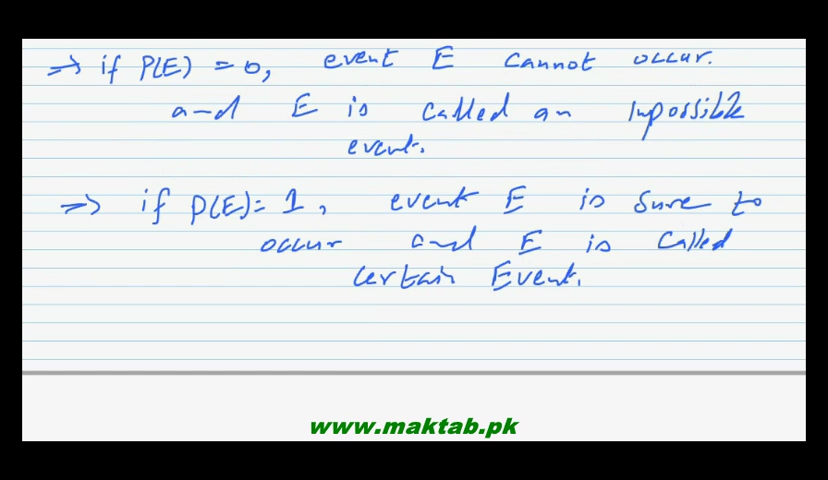 => if P(E) = 0, event E cannot occur.
and E is called an Impossible
event.
=> if P(E) = 1, event E is sure to
occur and E is called
certain Event.
www.maktab.pk